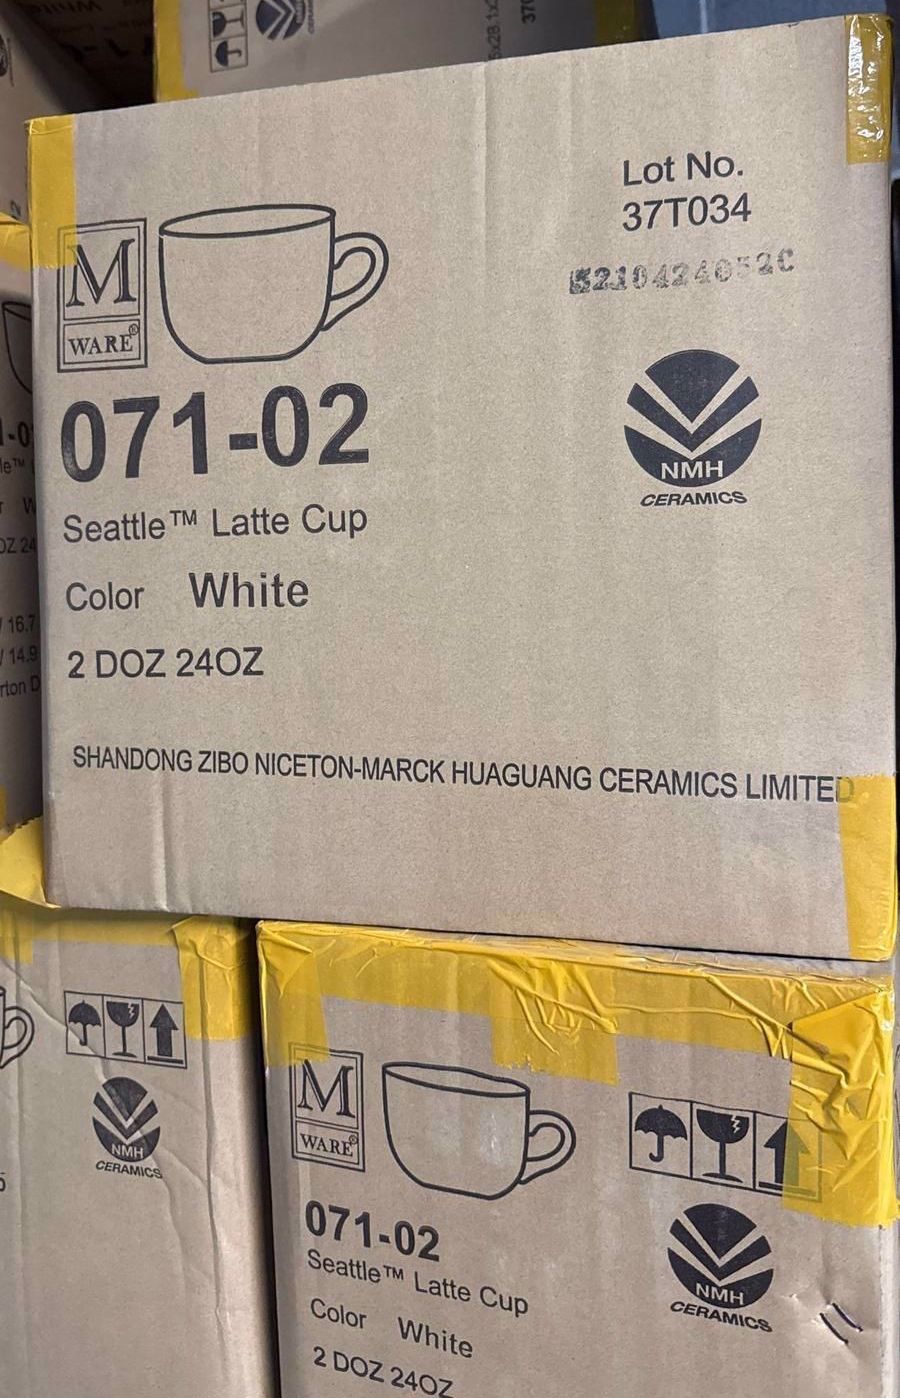 Lot No.
37T034
M
WARE®
071-02
Seattle™ Latte Cup
Color White
2 DOZ 24OZ
NMH
CERAMICS
SHANDONG ZIBO NICETON-MARCK HUAGUANG CERAMICS LIMITED
NMH
CERAMICS
M
WARE®
071-02
Seattle™ Latte Cup
Color White
2 DOZ 24OZ
NMH
CERAMICS